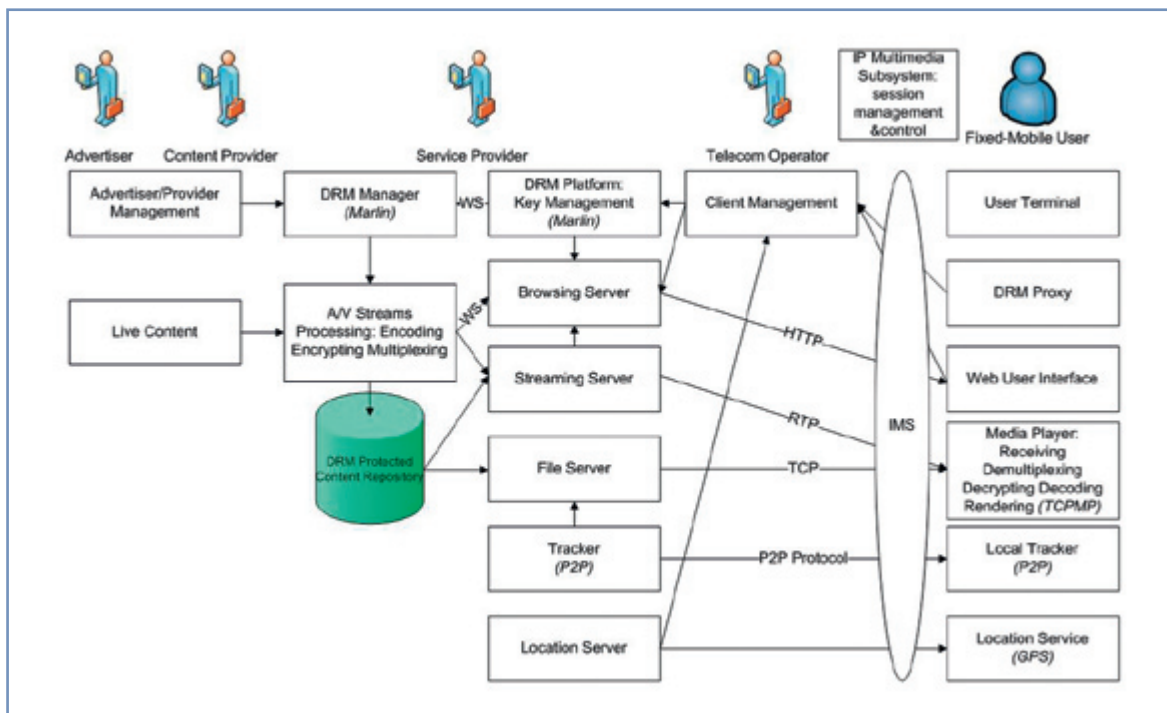 IP Multimedia
Subsystem:
session
management
&control
Fixed-Mobile User
Advertiser
Content Provider
Service Provider
Telecom Operator
Advertiser/Provider
Management
DRM Manager
(Marlin)
WS
DRM Platform:
Key Management
(Marlin)
Client Management
User Terminal
Live Content
A/V Streams
Processing: Encoding
Encrypting Multiplexing
WS
Browsing Server
HTTP
DRM Proxy
Streaming Server
RTP
Web User Interface
IMS
DRM Protected
Content Repository
File Server
TCP
Media Player:
Receiving
Demultiplexing
Decrypting Decoding
Rendering (TCPMP)
Tracker
(P2P)
P2P Protocol
Local Tracker
(P2P)
Location Server
Location Service
(GPS)